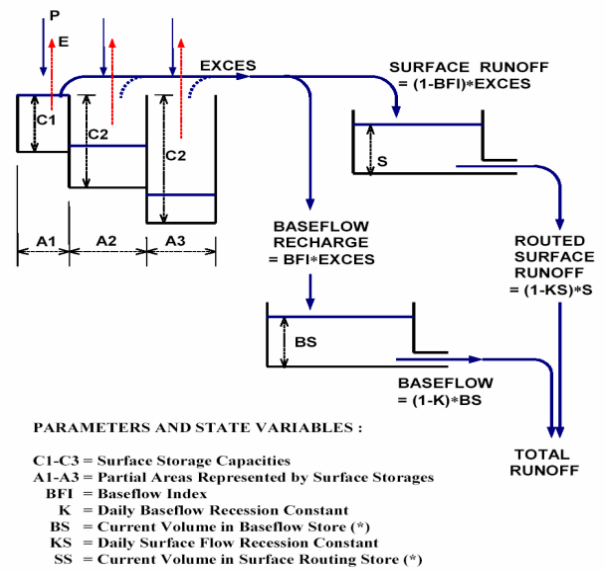 P
E
EXCES
SURFACE RUNOFF
= (1-BFI)*EXCES
C1
C2
C2
S
A1
A2
A3
BASEFLOW
RECHARGE
= BFI*EXCES
ROUTED
SURFACE
RUNOFF
= (1-KS)*S
BS
BASEFLOW
= (1-K)*BS
TOTAL
RUNOFF
PARAMETERS AND STATE VARIABLES :
C1-C3 = Surface Storage Capacities
A1-A3 = Partial Areas Represented by Surface Storages
BFI = Baseflow Index
K = Daily Baseflow Recession Constant
BS = Current Volume in Baseflow Store (*)
KS = Daily Surface Flow Recession Constant
SS = Current Volume in Surface Routing Store (*)